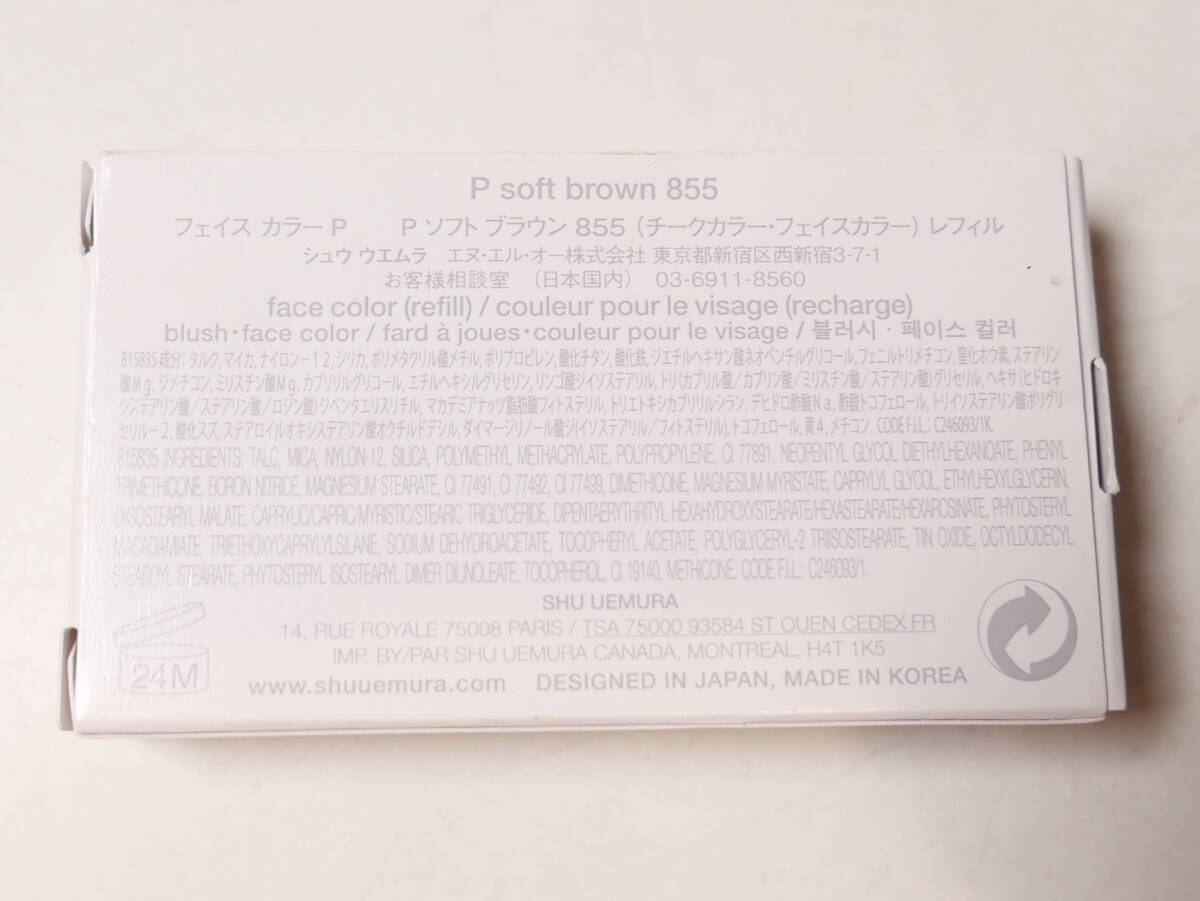 P soft brown 855
フェイス カラー P　　P ソフト ブラウン 855 (チークカラー・フェイスカラー) レフィル
シュウ ウエムラ　エヌ・エル・オー株式会社 東京都新宿区西新宿3-7-1
お客様相談室　(日本国内)　03-6911-8560
face color (refill) / couleur pour le visage (recharge)
blush・face color / fard à joues・couleur pour le visage / 블러시・페이스 컬러
815835 成分: タルク, マイカ, ナイロン-12, シリカ, ポリメタクリル酸メチル, ポリプロピレン, 酸化チタン, 酸化鉄, ジエチルヘキサン酸ネオペンチルグリコール, フェニルトリメチコン, 窒化ホウ素, ステアリン
酸Mg, ジメチコン, ミリスチン酸Mg, カプリリルグリコール, エチルヘキシルグリセリン, リンゴ酸ジイソステアリル, トリ(カプリル酸/カプリン酸/ミリスチン酸/ステアリン酸)グリセリル, ヘキサ(ヒドロキ
システアリン酸/ステアリン酸/ロジン酸)ジペンタエリスリチル, マカデミアナッツ脂肪酸フィトステリル, トリエトキシカプリリルシラン, デヒドロ酢酸Na, 酢酸トコフェロール, トリイソステアリン酸ポリグリ
セリル-2, 酸化スズ, ステアロイルオキシステアリン酸オクチルドデシル, ダイマージリノール酸ジ(イソステアリル/フィトステリル), トコフェロール, 黄4, メチコン. CODE F.I.L.: C246093/1K.
815836 INGREDIENTS: TALC, MICA, NYLON-12, SILICA, POLYMETHYL METHACRYLATE, POLYPROPYLENE, CI 77891, NEOPENTYL GLYCOL DIETHYLHEXANOATE, PHENYL
TRIMETHICONE, BORON NITRIDE, MAGNESIUM STEARATE, CI 77491, CI 77492, CI 77499, DIMETHICONE, MAGNESIUM MYRISTATE, CAPRYLYL GLYCOL, ETHYLHEXYLGLYCERIN,
DIISOSTEARYL MALATE, CAPRYLIC/CAPRIC/MYRISTIC/STEARIC TRIGLYCERIDE, DIPENTAERYTHRITYL HEXAHYDROXYSTEARATE/HEXASTEARATE/HEXAROSINATE, PHYTOSTERYL
MACADAMIATE, TRIETHOXYCAPRYLYLSILANE, SODIUM DEHYDROACETATE, TOCOPHERYL ACETATE, POLYGLYCERYL-2 TRIISOSTEARATE, TIN OXIDE, OCTYLDODECYL
STEAROYL STEARATE, PHYTOSTERYL ISOSTEARYL DIMER DILINOLEATE, TOCOPHEROL, CI 19140, METHICONE. CODE F.I.L.: C246093/1.
SHU UEMURA
14, RUE ROYALE 75008 PARIS / TSA 75000 93584 ST OUEN CEDEX FR
IMP. BY/PAR SHU UEMURA CANADA, MONTREAL, H4T 1K5
24M
www.shuuemura.com　DESIGNED IN JAPAN, MADE IN KOREA